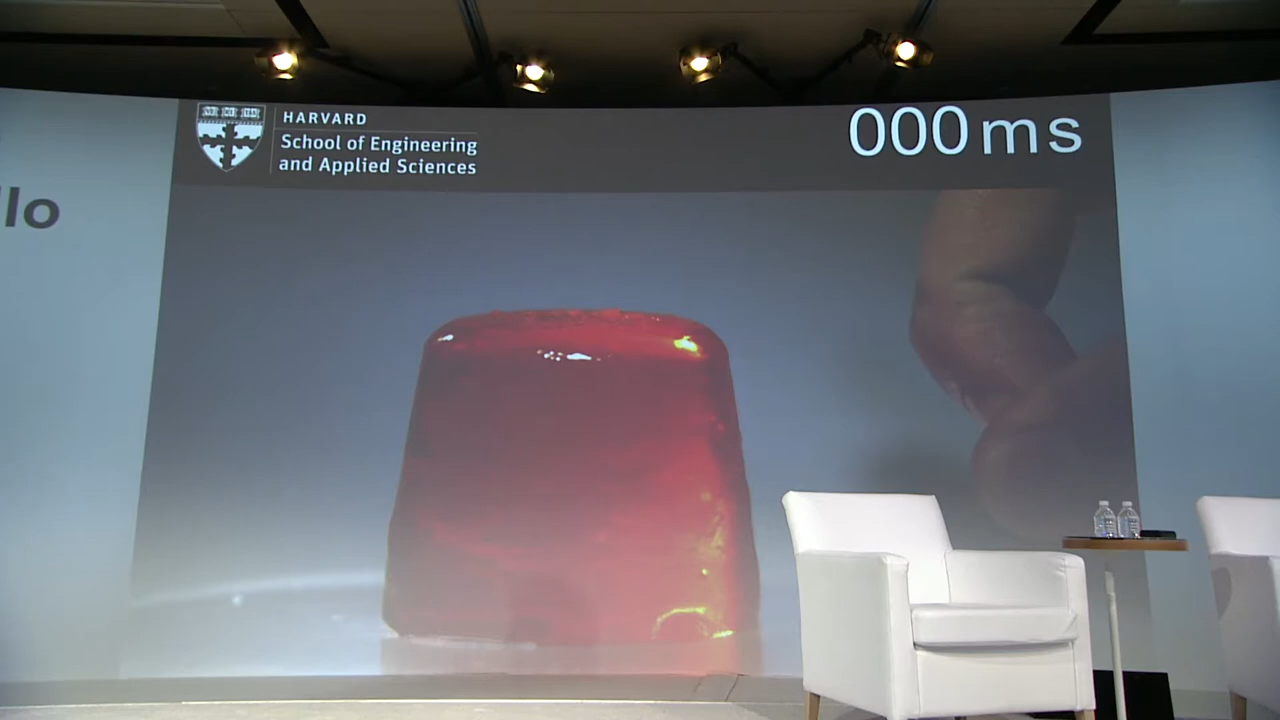 HARVARD
School of Engineering
and Applied Sciences
000ms
llo